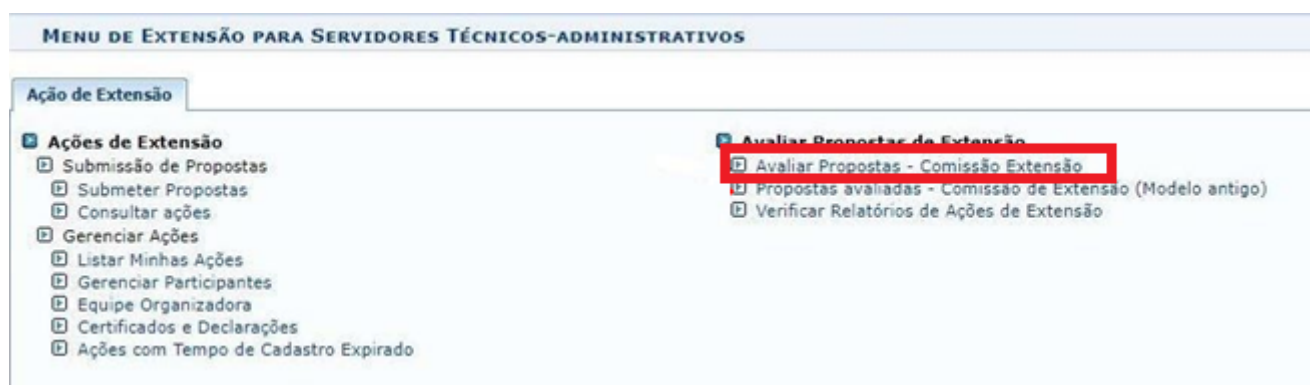 MENU DE EXTENSÃO PARA SERVIDORES TÉCNICOS-ADMINISTRATIVOS
Ação de Extensão
Ações de Extensão
Submissão de Propostas
Submeter Propostas
Consultar ações
Gerenciar Ações
Listar Minhas Ações
Gerenciar Participantes
Equipe Organizadora
Certificados e Declarações
Ações com Tempo de Cadastro Expirado
Avaliar Propostas de Extensão
Avaliar Propostas - Comissão Extensão
Propostas avaliadas - Comissão de Extensão (Modelo antigo)
Verificar Relatórios de Ações de Extensão